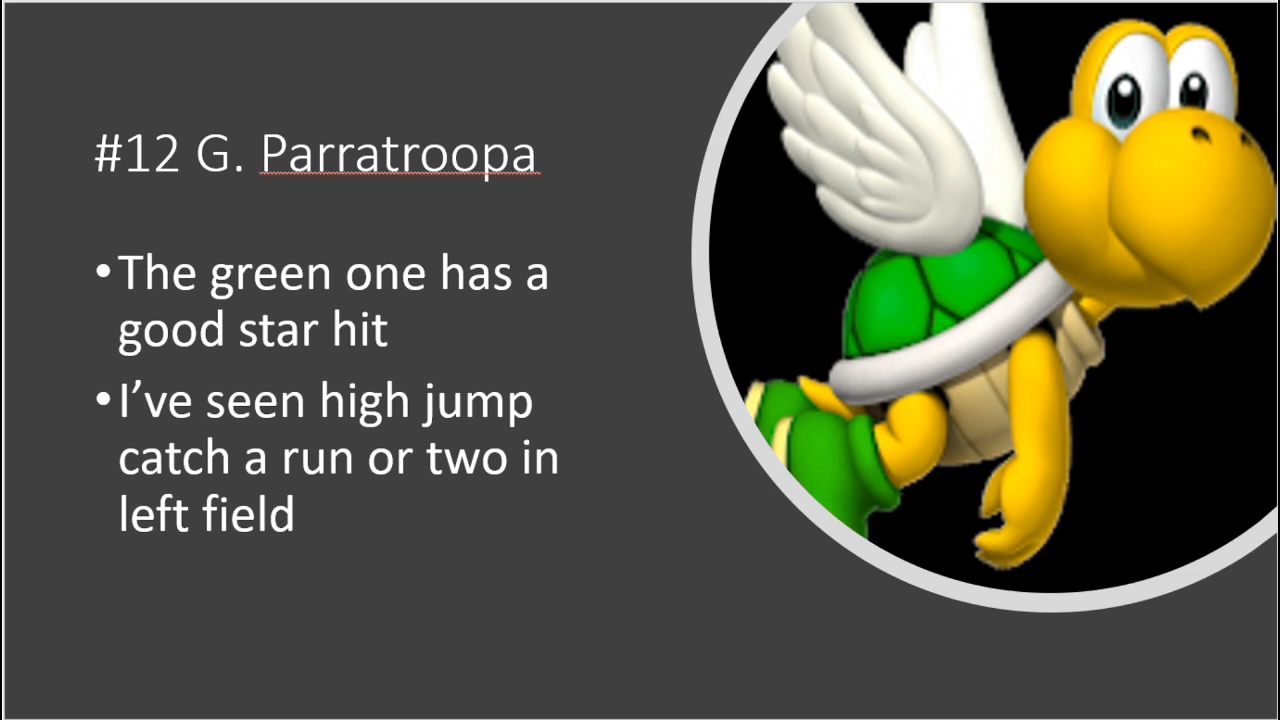 #12 G. Parratroopa
•The green one has a
good star hit
•I’ve seen high jump
catch a run or two in
left field